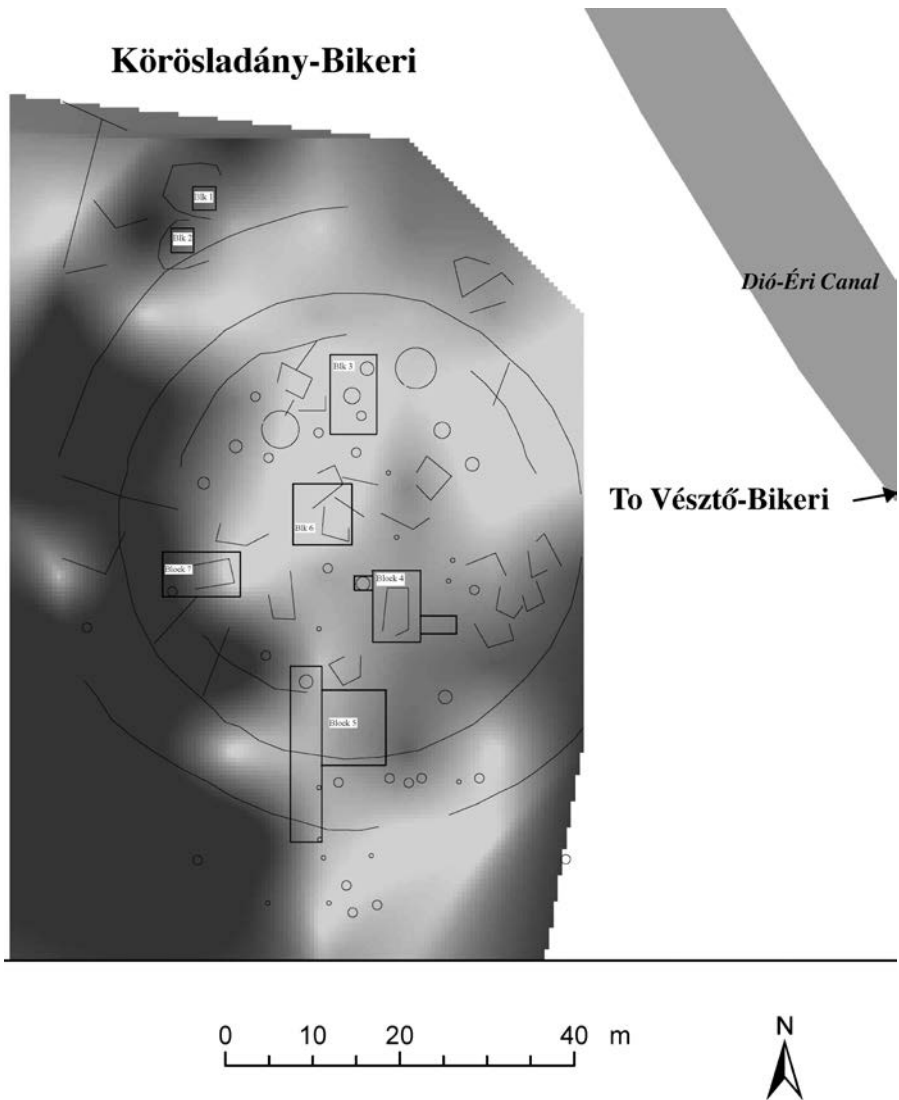 Körösladány-Bikeri
Blk 1
Blk 2
Dió-Éri Canal
Blk 3
To Vésztő-Bikeri
Blk 6
Block 7
Block 4
Block 5
0 10 20 40 m
N